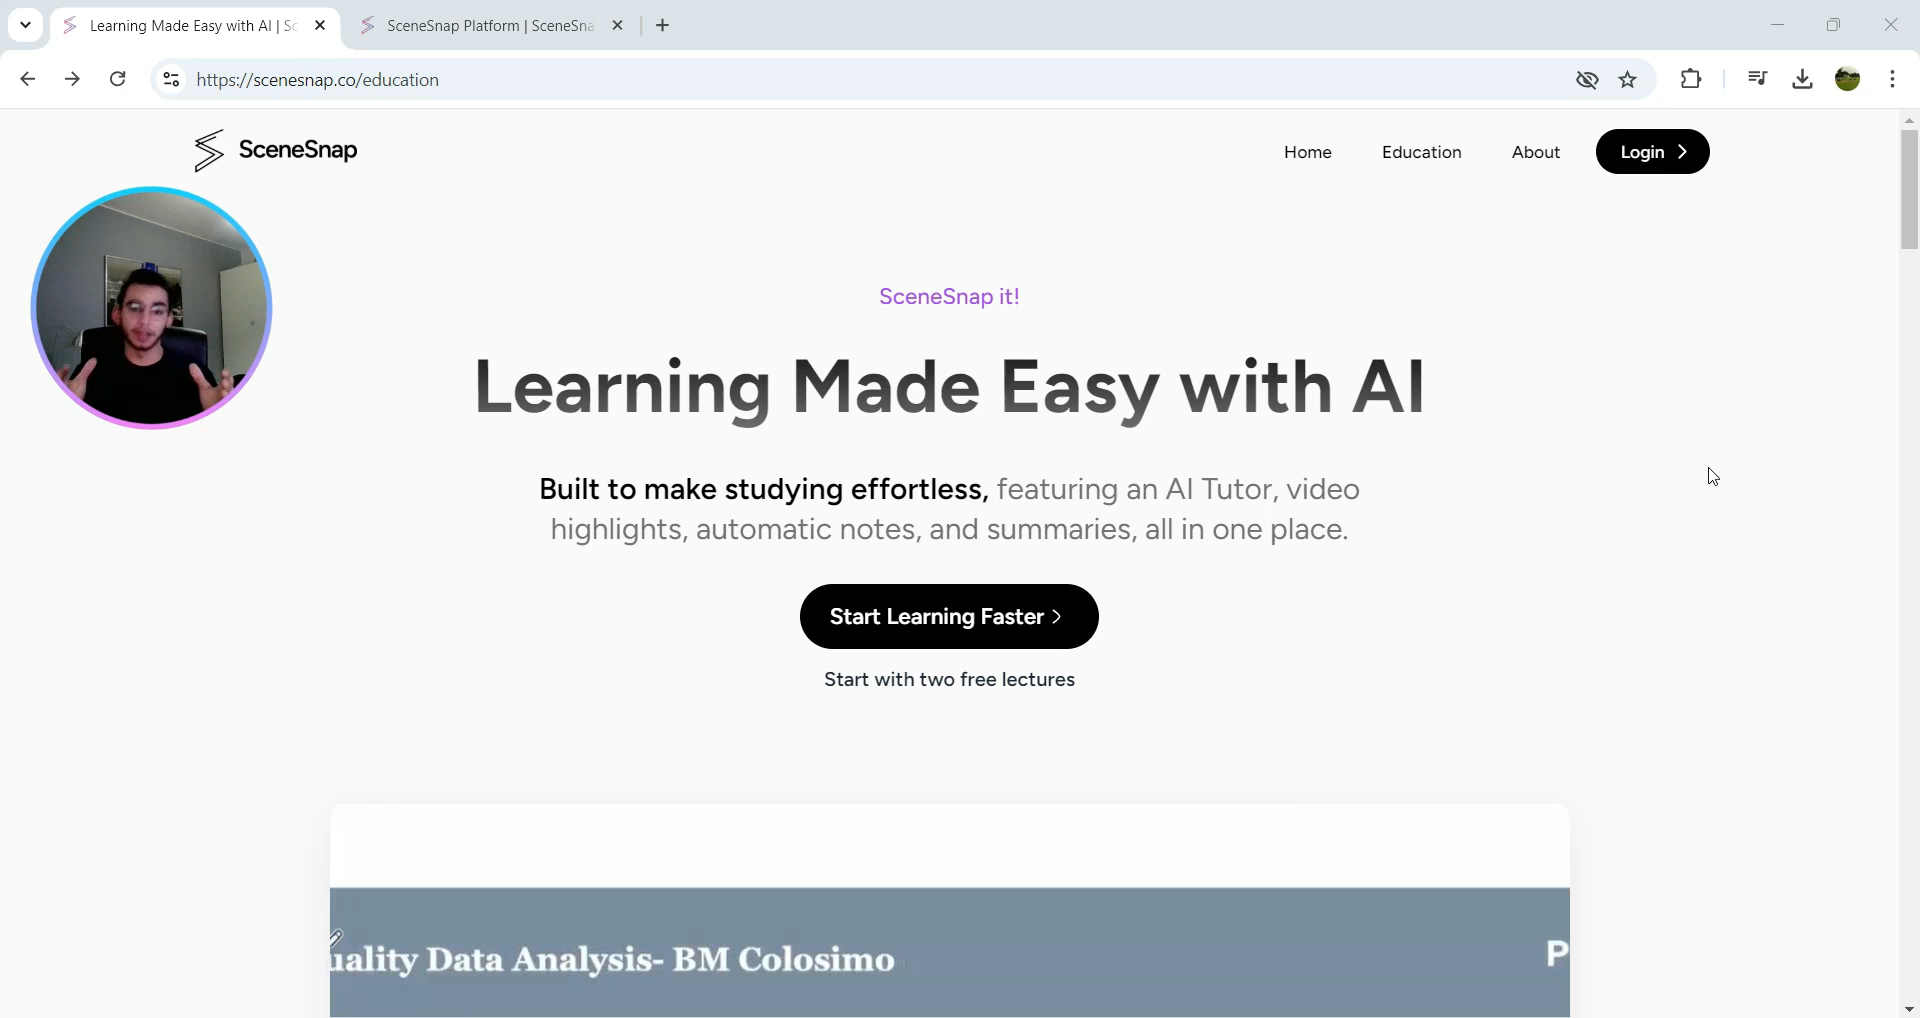 Learning Made Easy with AI | Sc
SceneSnap Platform | SceneSna
https://scenesnap.co/education
SceneSnap
Home
Education
About
Login
SceneSnap it!
Learning Made Easy with AI
Built to make studying effortless, featuring an AI Tutor, video
highlights, automatic notes, and summaries, all in one place.
Start Learning Faster
Start with two free lectures
uality Data Analysis- BM Colosimo
P